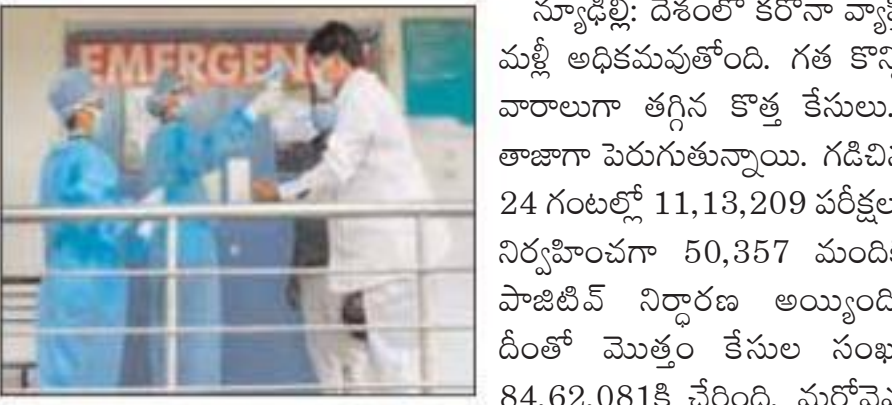 EMERGEN
న్యూఢిల్లీ: దేశంలో కరోనా
మళ్లీ అధికమవుతోంది. గత కొన్ని
వారాలుగా తగ్గిన కొత్త కేసులు..
తాజాగా పెరుగుతున్నాయి. గడిచిన
24 గంటల్లో 11,13,209 పరీక్షలు
నిర్వహించగా 50,357 మందికి
పాజిటివ్ నిర్ధారణ అయ్యింది.
దీంతో మొత్తం కేసుల సంఖ్య
84,62,081కి చేరింది.